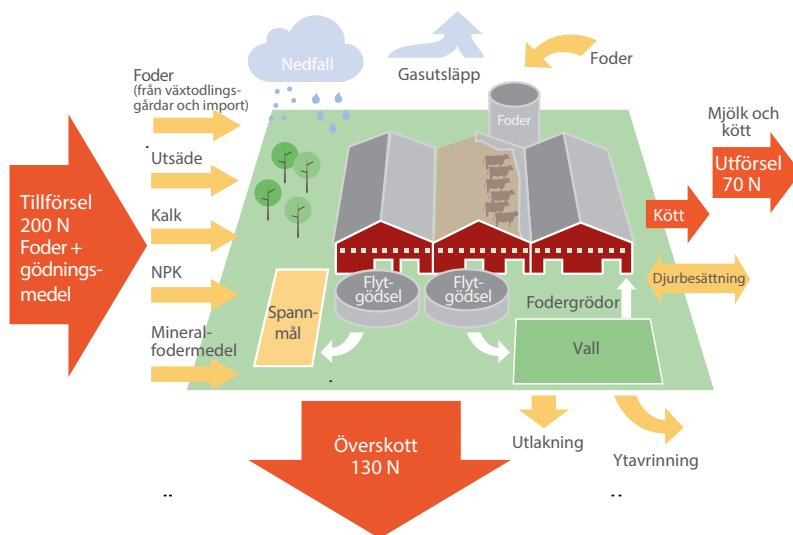 Nedfall
Gasutsläpp
Foder
Foder
(från växtodlings-
gårdar och import)
Foder
Mjölk och
kött
Utförsel
70 N
Utsäde
Tillförsel
200 N
Foder +
gödnings-
medel
Kalk
Kött
NPK
Flyt-
gödsel
Flyt-
gödsel
Djurbesättning
Fodergrödor
Spann-
mål
Mineral-
fodermedel
Vall
Överskott
130 N
Utlakning
Ytavrinning